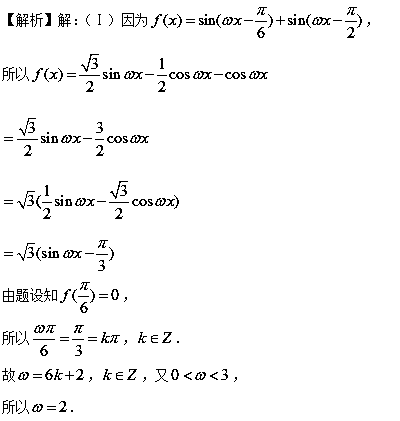 【解析】解：(Ⅰ) 因为 f(x)=sin(ωx-π/6)+sin(ωx-π/2)，
所以 f(x)=√3/2 sin ωx-1/2 cos ωx-cos ωx
=√3/2 sin ωx-3/2 cos ωx
=√3(1/2 sin ωx-√3/2 cos ωx)
=√3(sin ωx-π/3)
由题设知 f(π/6)=0，
所以 ωπ/6=π/3=kπ，k∈Z．
故ω=6k+2，k∈Z，又0<ω<3，
所以ω=2．